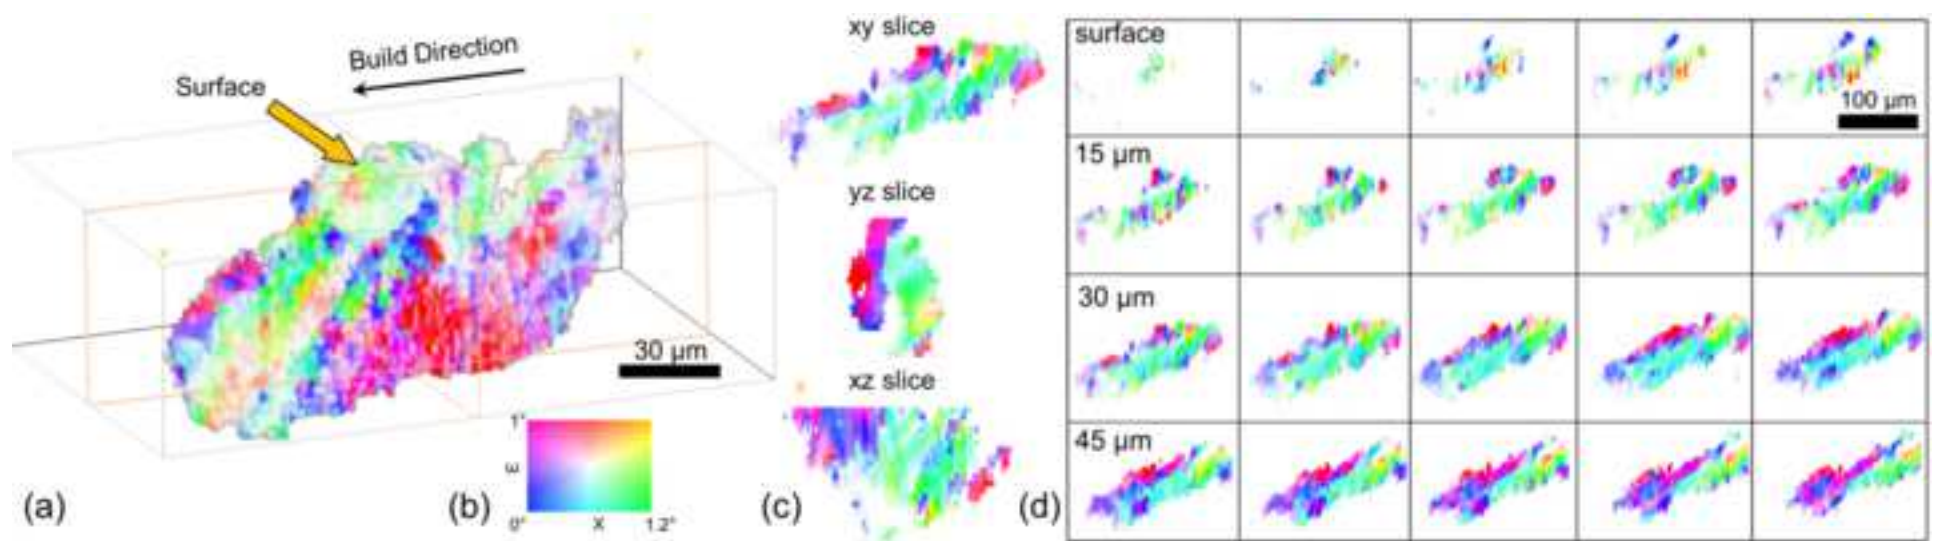 Build Direction
Surface
30 µm
(a)
(b)
1°
ω
0°
X
1.2°
xy slice
yz slice
xz slice
(c)
(d)
surface
100 µm
15 µm
30 µm
45 µm